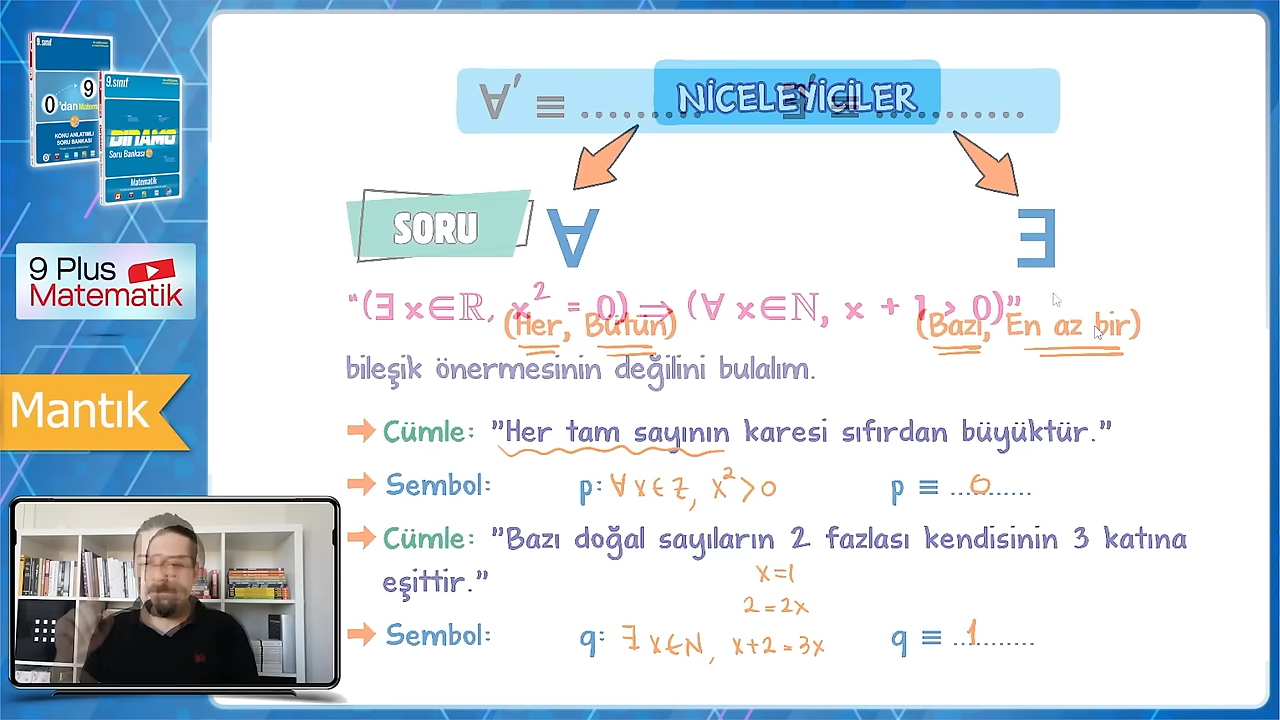 9.sınıf
0'dan 9
KONU ANLATIMLI
SORU BANKASI
9.sınıf
DİNAMO
Soru Bankası
Matematik
9 Plus
Matematik
Mantık
∀' ≡ ........ ≡ ............
NİCELEYİCİLER
SORU
∀
∃
"(∃ x∈ℝ, x² = 0) ⇒ (∀ x∈ℕ, x + 1 > 0)"
(Her, Bütün)
(Bazı, En az bir)
bileşik önermesinin değilini bulalım.
Cümle: "Her tam sayının karesi sıfırdan büyüktür."
Sembol: p: ∀ x ∈ Z, x² > 0 p ≡ ...0...
Cümle: "Bazı doğal sayıların 2 fazlası kendisinin 3 katına
eşittir."
x=1
2=2x
Sembol: q: ∃ x∈N, x+2=3x q ≡ ...1...